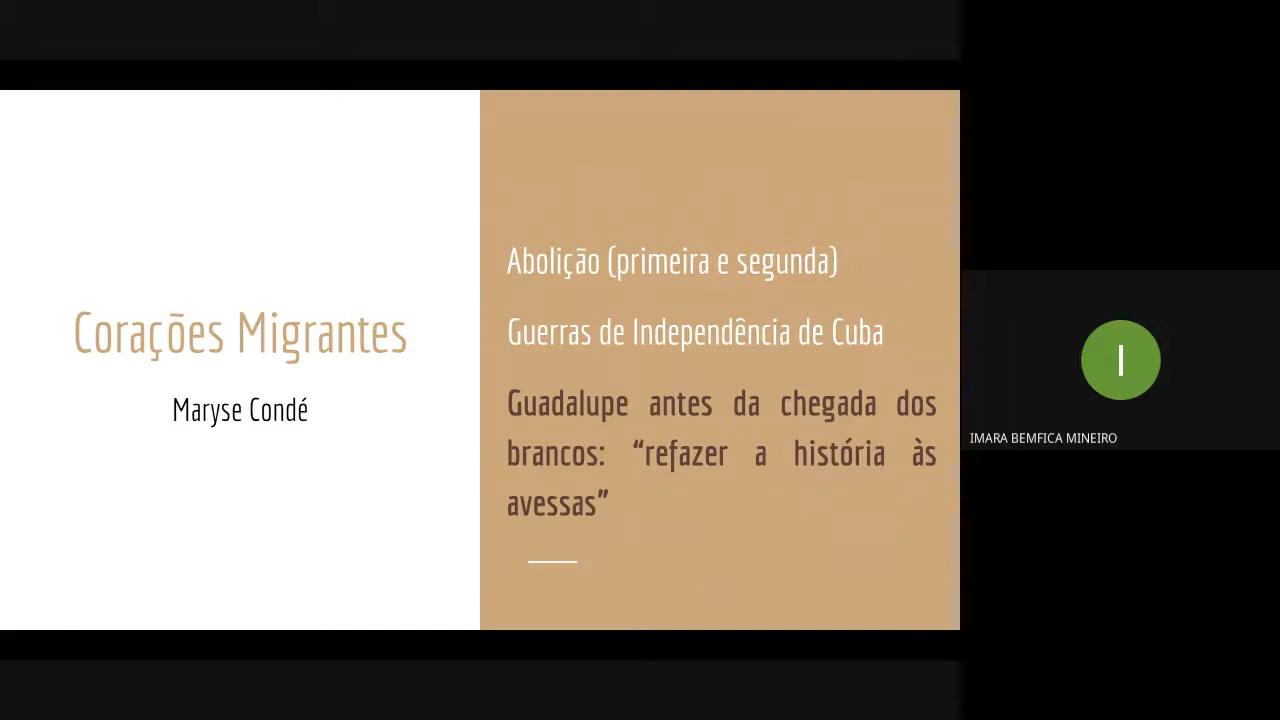 Corações Migrantes
Maryse Condé
Abolição (primeira e segunda)
Guerras de Independência de Cuba
Guadalupe antes da chegada dos
brancos: “refazer a história às
avessas”
I
IMARA BEMFICA MINEIRO